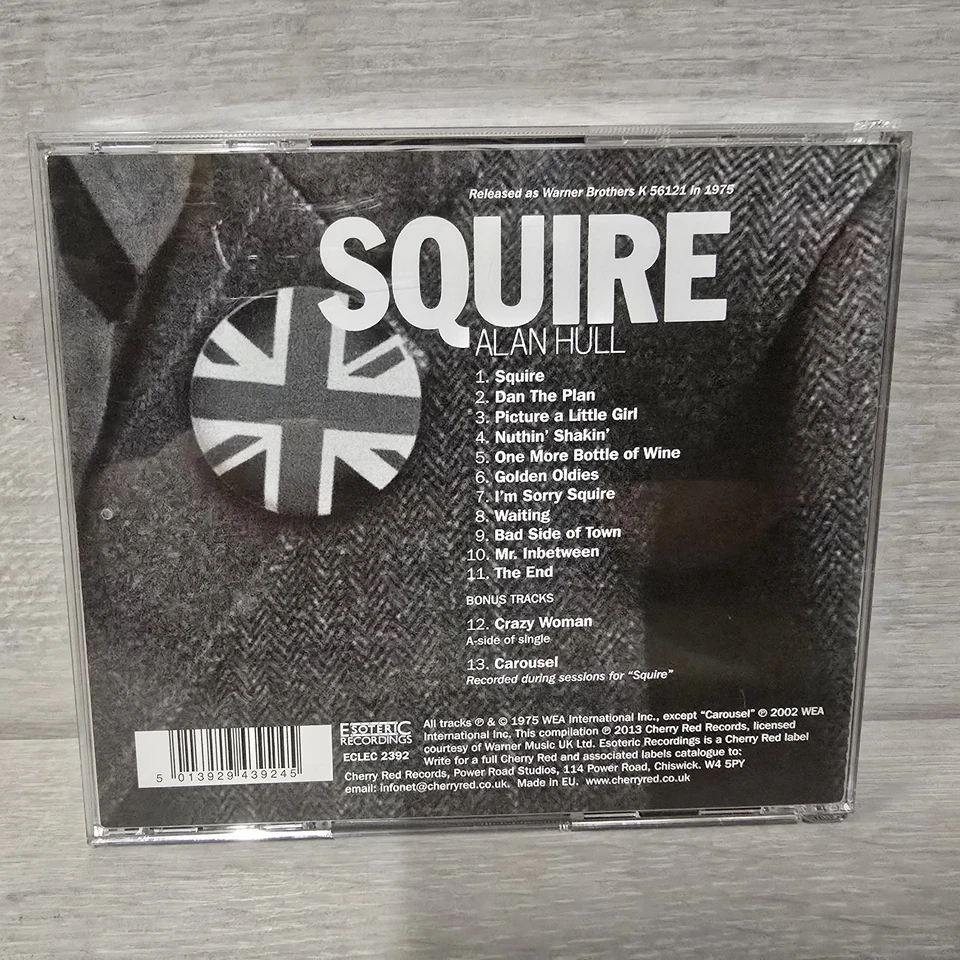 Released as Warner Brothers K 56121 in 1975
SQUIRE
ALAN HULL
1. Squire
2. Dan The Plan
3. Picture a Little Girl
4. Nuthin' Shakin'
5. One More Bottle of Wine
6. Golden Oldies
7. I'm Sorry Squire
8. Waiting
9. Bad Side of Town
10. Mr. Inbetween
11. The End
BONUS TRACKS
12. Crazy Woman
A-side of single
13. Carousel
Recorded during sessions for "Squire"
5 013929 439245
ESOTERIC
RECORDINGS
ECLEC 2392
All tracks ℗ & © 1975 WEA International Inc., except "Carousel" ℗ 2002 WEA
International Inc. This compilation ℗ 2013 Cherry Red Records, licensed
courtesy of Warner Music UK Ltd. Esoteric Recordings is a Cherry Red label
Write for a full Cherry Red and associated labels catalogue to:
Cherry Red Records, Power Road Studios, 114 Power Road, Chiswick. W4 5PY
email: infonet@cherryred.co.uk. Made in EU. www.cherryred.co.uk